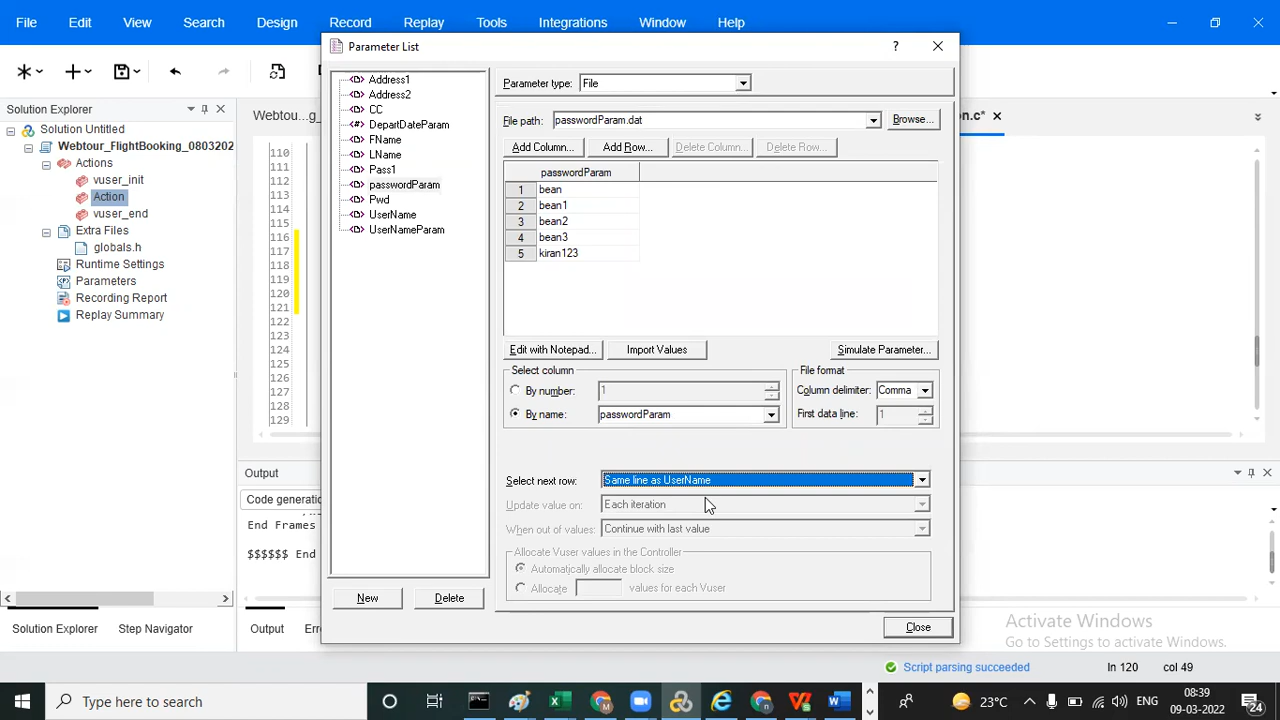 File Edit View Search Design Record Replay Tools Integrations Window Help
Parameter List
?
Solution Explorer
Solution Untitled
Webtour_FlightBooking_0803202
Actions
vuser_init
Action
vuser_end
Extra Files
globals.h
Runtime Settings
Parameters
Recording Report
Replay Summary
Solution Explorer Step Navigator
Webtou
on.c*
110
111
112
113
114
115
116
117
118
119
120
121
122
123
124
125
126
127
128
129
Address1
Address2
CC
DepartDateParam
FName
LName
Pass1
passwordParam
Pwd
UserName
UserNameParam
New Delete
Parameter type: File
File path: passwordParam.dat Browse...
Add Column... Add Row... Delete Column... Delete Row...
passwordParam
1 bean
2 bean1
3 bean2
4 bean3
5 kiran123
Edit with Notepad... Import Values Simulate Parameter...
Select column
By number: 1
By name: passwordParam
File format
Column delimiter: Comma
First data line: 1
Select next row: Same line as UserName
Update value on: Each iteration
When out of values: Continue with last value
Allocate Vuser values in the Controller
Automatically allocate block size
Allocate values for each Vuser
Close
Output
Code generatio
End Frames
$$$$$$ End
Output Err
Activate Windows
Go to Settings to activate Windows.
Script parsing succeeded ln 120 col 49
Type here to search
23°C ENG 08:39
09-03-2022
24